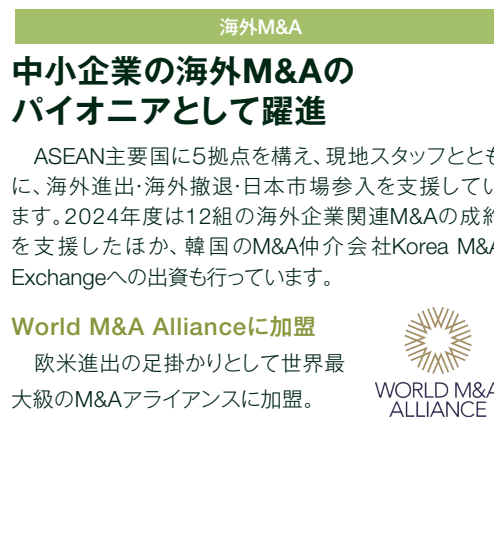 海外M&A
中小企業の海外M&Aの
パイオニアとして躍進
ASEAN主要国に5拠点を構え、現地スタッフととも
に、海外進出・海外撤退・日本市場参入を支援してい
ます。2024年度は12組の海外企業関連M&Aの成約
を支援したほか、韓国のM&A仲介会社Korea M&A
Exchangeへの出資も行っています。
World M&A Allianceに加盟
欧米進出の足掛かりとして世界最
大級のM&Aアライアンスに加盟。
WORLD M&A
ALLIANCE